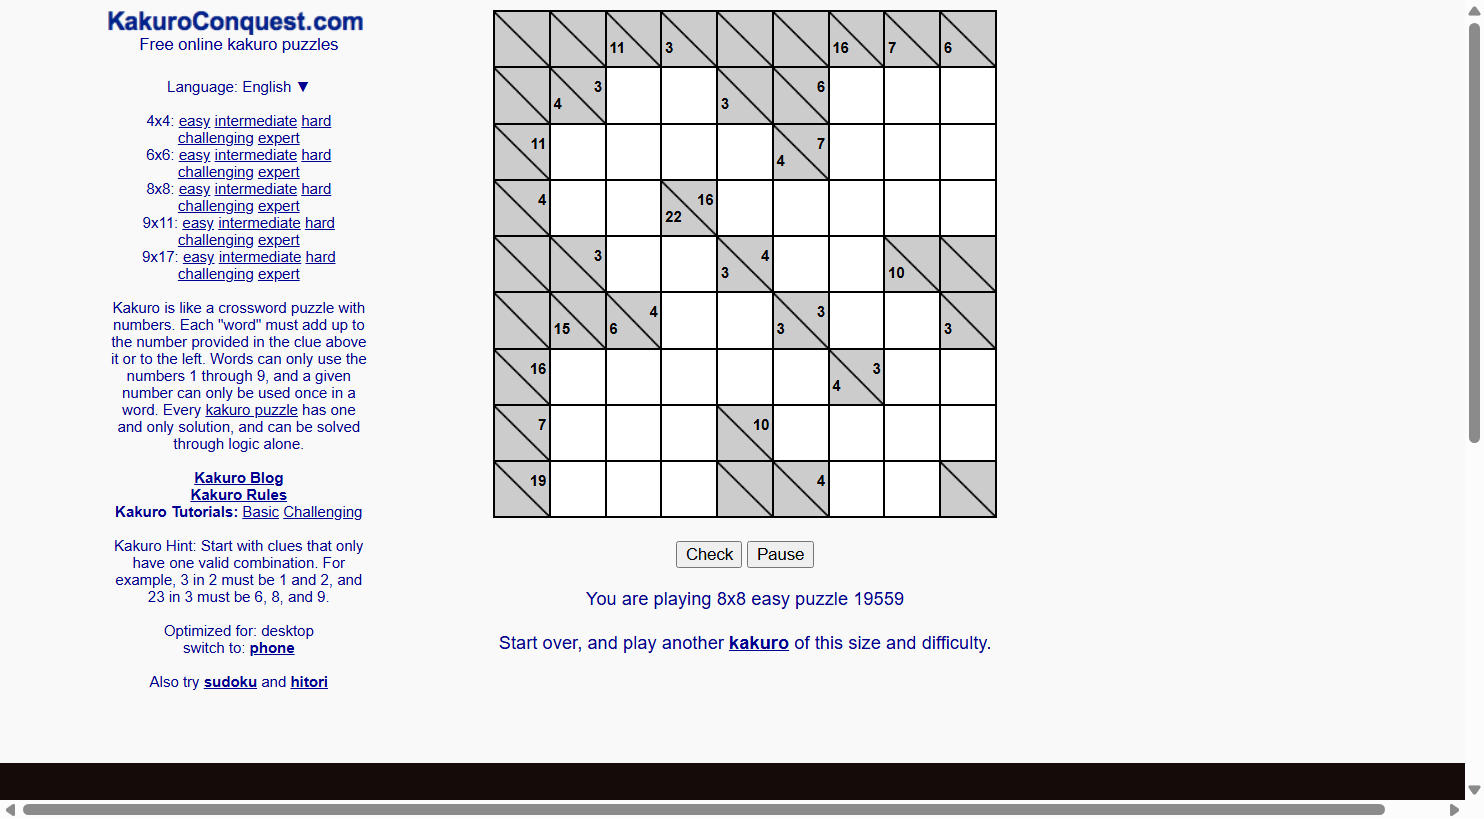 KakuroConquest.com
Free online kakuro puzzles
Language: English ▼
4x4: easy intermediate hard
challenging expert
6x6: easy intermediate hard
challenging expert
8x8: easy intermediate hard
challenging expert
9x11: easy intermediate hard
challenging expert
9x17: easy intermediate hard
challenging expert
Kakuro is like a crossword puzzle with
numbers. Each "word" must add up to
the number provided in the clue above
it or to the left. Words can only use the
numbers 1 through 9, and a given
number can only be used once in a
word. Every kakuro puzzle has one
and only solution, and can be solved
through logic alone.
Kakuro Blog
Kakuro Rules
Kakuro Tutorials: Basic Challenging
Kakuro Hint: Start with clues that only
have one valid combination. For
example, 3 in 2 must be 1 and 2, and
23 in 3 must be 6, 8, and 9.
Optimized for: desktop
switch to: phone
Also try sudoku and hitori
11 3 16 7 6
3 6
4 3
11 7
4
4 16
22
3 4
3 10
4 3
15 6 3 3
16 3
4
7 10
19 4
Check Pause
You are playing 8x8 easy puzzle 19559
Start over, and play another kakuro of this size and difficulty.